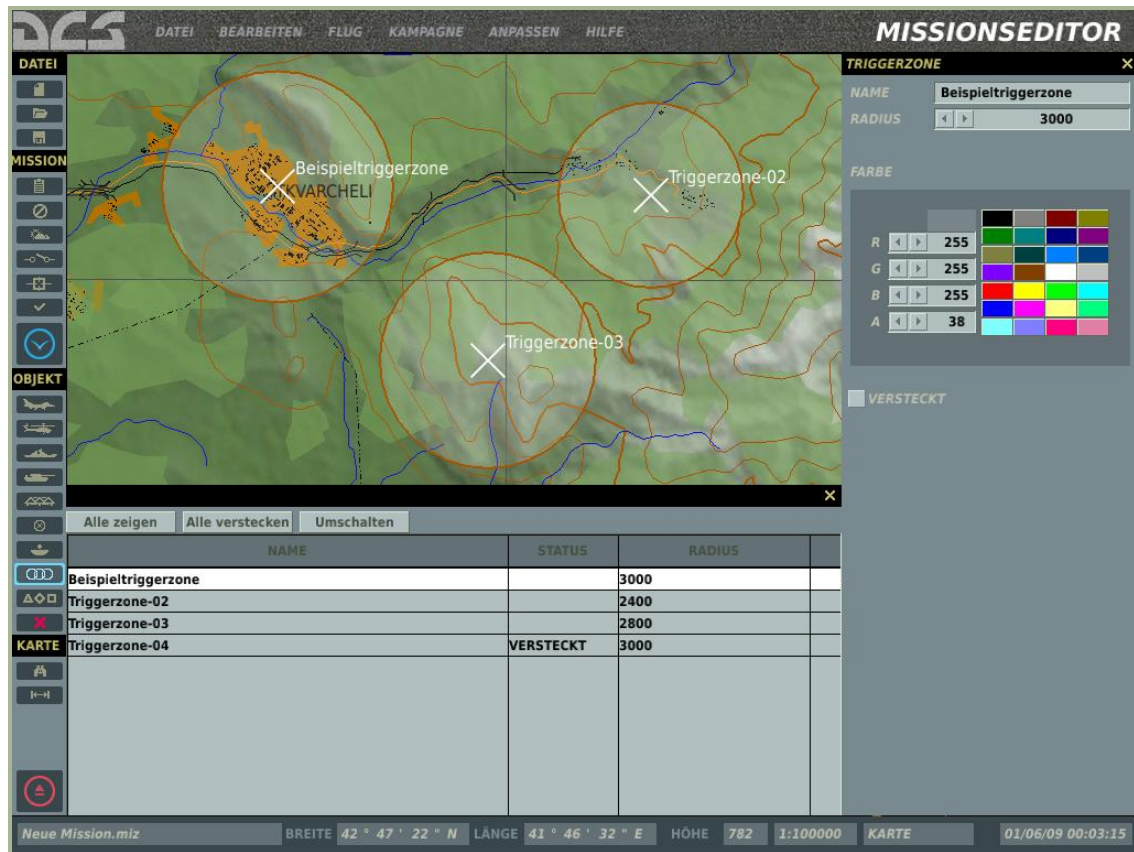 DCS DATEI BEARBEITEN FLUG KAMPAGNE ANPASSEN HILFE MISSIONSEDITOR
DATEI
MISSION
OBJEKT
KARTE
Beispieltriggerzone
TKVARCHELI
Triggerzone-02
Triggerzone-03
TRIGGERZONE
NAME Beispieltriggerzone
RADIUS 3000
FARBE
R 255
G 255
B 255
A 38
VERSTECKT
Alle zeigen Alle verstecken Umschalten
NAME STATUS RADIUS
Beispieltriggerzone 3000
Triggerzone-02 2400
Triggerzone-03 2800
Triggerzone-04 VERSTECKT 3000
Neue Mission.miz BREITE 42 ° 47 ' 22 " N LÄNGE 41 ° 46 ' 32 " E HÖHE 782 1:100000 KARTE 01/06/09 00:03:15